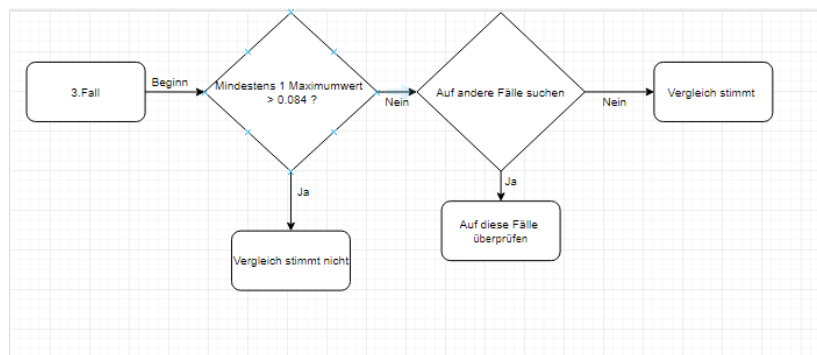 3.Fall
Beginn
Mindestens 1 Maximumwert
> 0.084 ?
Nein
Auf andere Fälle suchen
Nein
Vergleich stimmt
Ja
Vergleich stimmt nicht
Ja
Auf diese Fälle
überprüfen